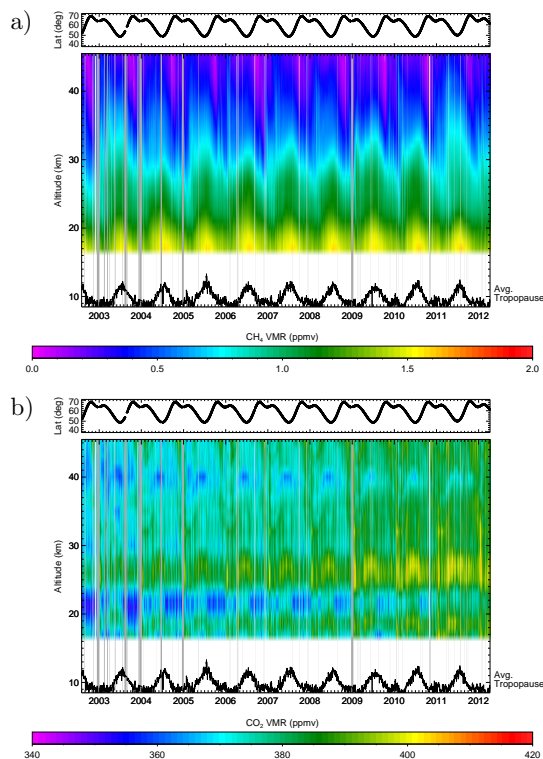 a)
Lat (deg)
70
60
50
40
Altitude (km)
40
30
20
10
Avg.
Tropopause
2003 2004 2005 2006 2007 2008 2009 2010 2011 2012
CH₄ VMR (ppmv)
0.0 0.5 1.0 1.5 2.0
b)
Lat (deg)
70
60
50
40
Altitude (km)
40
30
20
10
Avg.
Tropopause
2003 2004 2005 2006 2007 2008 2009 2010 2011 2012
CO₂ VMR (ppmv)
340 360 380 400 420